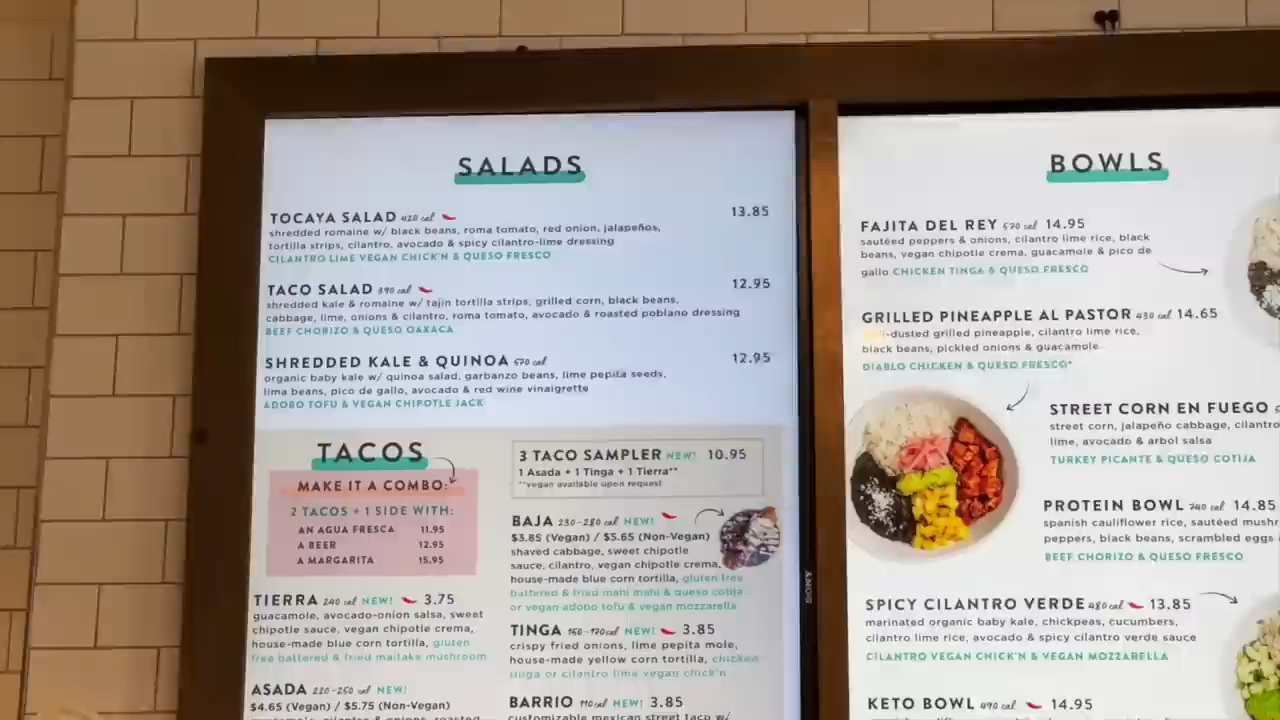 SALADS
TOCAYA SALAD 420 cal 13.85
shredded romaine w/ black beans, roma tomato, red onion, jalapeños,
tortilla strips, cilantro, avocado & spicy cilantro-lime dressing
CILANTRO LIME VEGAN CHICK'N & QUESO FRESCO
TACO SALAD 390 cal 12.95
shredded kale & romaine w/ tajin tortilla strips, grilled corn, black beans,
cabbage, lime, onions & cilantro, roma tomato, avocado & roasted poblano dressing
BEEF CHORIZO & QUESO OAXACA
SHREDDED KALE & QUINOA 670 cal 12.95
organic baby kale w/ quinoa salad, garbanzo beans, lime pepita seeds,
lima beans, pico de gallo, avocado & red wine vinaigrette
ADOBO TOFU & VEGAN CHIPOTLE JACK
TACOS
MAKE IT A COMBO:
2 TACOS + 1 SIDE WITH:
AN AGUA FRESCA 11.95
A BEER 12.95
A MARGARITA 15.95
TIERRA 240 cal NEW! 3.75
guacamole, avocado-onion salsa, sweet
chipotle sauce, vegan chipotle crema,
house-made blue corn tortilla, gluten
free battered & fried maitake mushroom
ASADA 220-250 cal NEW!
$4.65 (Vegan) / $5.75 (Non-Vegan)
3 TACO SAMPLER NEW! 10.95
1 Asada + 1 Tinga + 1 Tierra**
**vegan available upon request
BAJA 230-280 cal NEW!
$3.85 (Vegan) / $5.65 (Non-Vegan)
shaved cabbage, sweet chipotle
sauce, cilantro, vegan chipotle crema,
house-made blue corn tortilla, gluten free
battered & fried mahi mahi & queso fresco
or vegan adobo tofu & vegan mozzarella
TINGA 160-170 cal NEW! 3.85
crispy fried onions, lime pepita mole,
house-made yellow corn tortilla, chicken
tinga or cilantro lime vegan chick'n
BARRIO 110 cal NEW! 3.85
customizable mexican street taco w/
BOWLS
FAJITA DEL REY 570 cal 14.95
sautéed peppers & onions, cilantro lime rice, black
beans, vegan chipotle crema, guacamole & pico de
gallo CHICKEN TINGA & QUESO FRESCO
GRILLED PINEAPPLE AL PASTOR 430 cal 14.65
-dusted grilled pineapple, cilantro lime rice,
black beans, pickled onions & guacamole
DIABLO CHICKEN & QUESO FRESCO*
STREET CORN EN FUEGO
street corn, jalapeño cabbage, cilantro
lime, avocado & arbol salsa
TURKEY PICANTE & QUESO COTIJA
PROTEIN BOWL 740 cal 14.85
spanish cauliflower rice, sautéed mush
peppers, black beans, scrambled eggs
BEEF CHORIZO & QUESO FRESCO
SPICY CILANTRO VERDE 480 cal 13.85
marinated organic baby kale, chickpeas, cucumbers,
cilantro lime rice, avocado & spicy cilantro verde sauce
CILANTRO VEGAN CHICK'N & VEGAN MOZZARELLA
KETO BOWL 490 cal 14.95